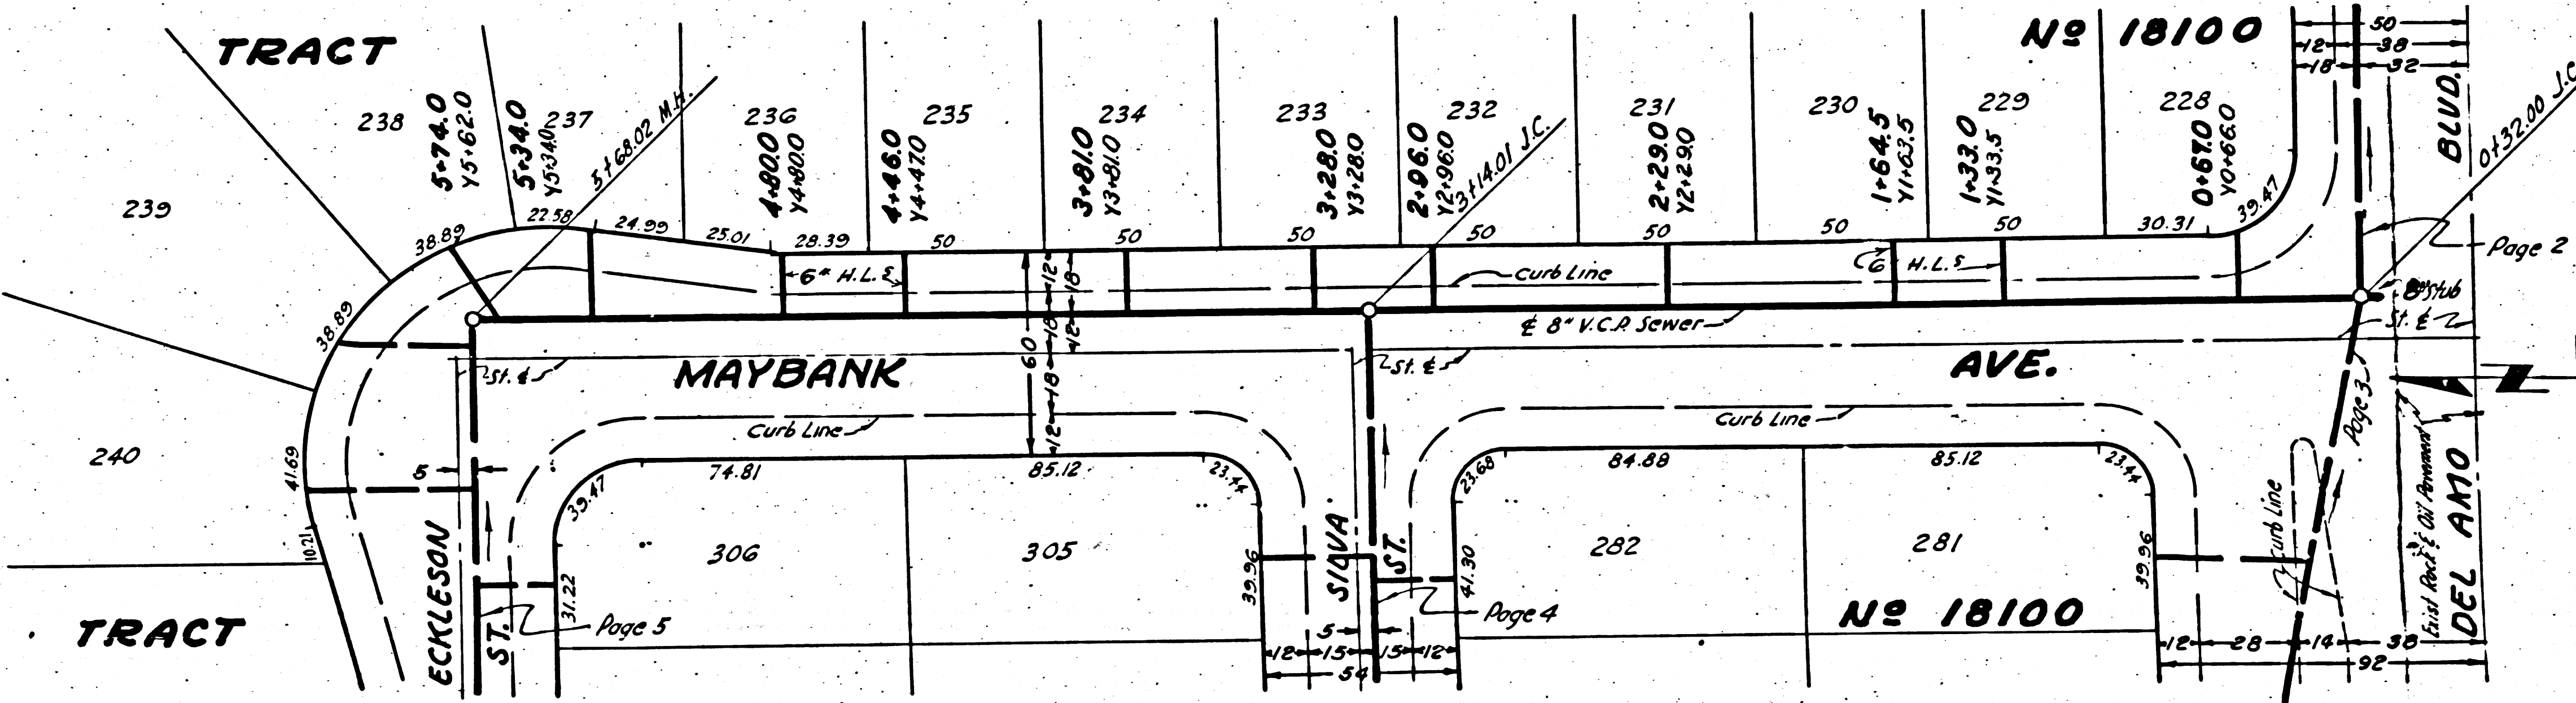 TRACT
Nº 18100
238
5+74.0
Y5+62.0
5+34.0
Y5+34.0
237
5+68.02 M.H.
236
4+80.0
Y4+80.0
4+46.0
Y4+47.0
235
3+81.0
Y3+81.0
234
233
3+28.0
Y3+28.0
2+96.0
Y2+96.0
232
3+14.01 J.C.
231
2+29.0
Y2+29.0
230
1+64.5
Y1+63.5
1+33.0
Y1+33.5
229
228
0+67.0
Y0+66.0
50
12 38
18 32
BLVD.
0+32.00 J.C.
239
38.89
22.58
24.99
25.01
28.39
50
50
50
50
50
50
50
30.31
39.47
Page 2
6" H.L.S
12 18
Curb Line
6" H.L.S
8" Stub
38.89
60
12 18 18 12
℄ 8" V.C.P. Sewer
St. ℄
St. ℄
MAYBANK
St. ℄
AVE.
Page 3
Curb Line
Curb Line
240
41.69
5
39.47
74.81
85.12
23.44
23.68
84.88
85.12
23.44
10.21
ECKLESON
ST.
306
305
SILVA
ST.
282
281
Curb Line
Exist Rock & Oil Pavement
DEL AMO
31.22
39.96
41.30
39.96
TRACT
Page 5
Page 4
Nº 18100
5
12 15 15 12
54
12 28 14 38
92